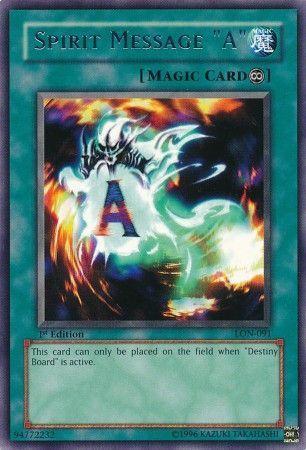 SPIRIT MESSAGE "A"
MAGIC
魔
[MAGIC CARD∞]
A
1st Edition
LON-091
This card can only be placed on the field when "Destiny
Board" is active.
94772232
©1996 KAZUKI TAKAHASHI